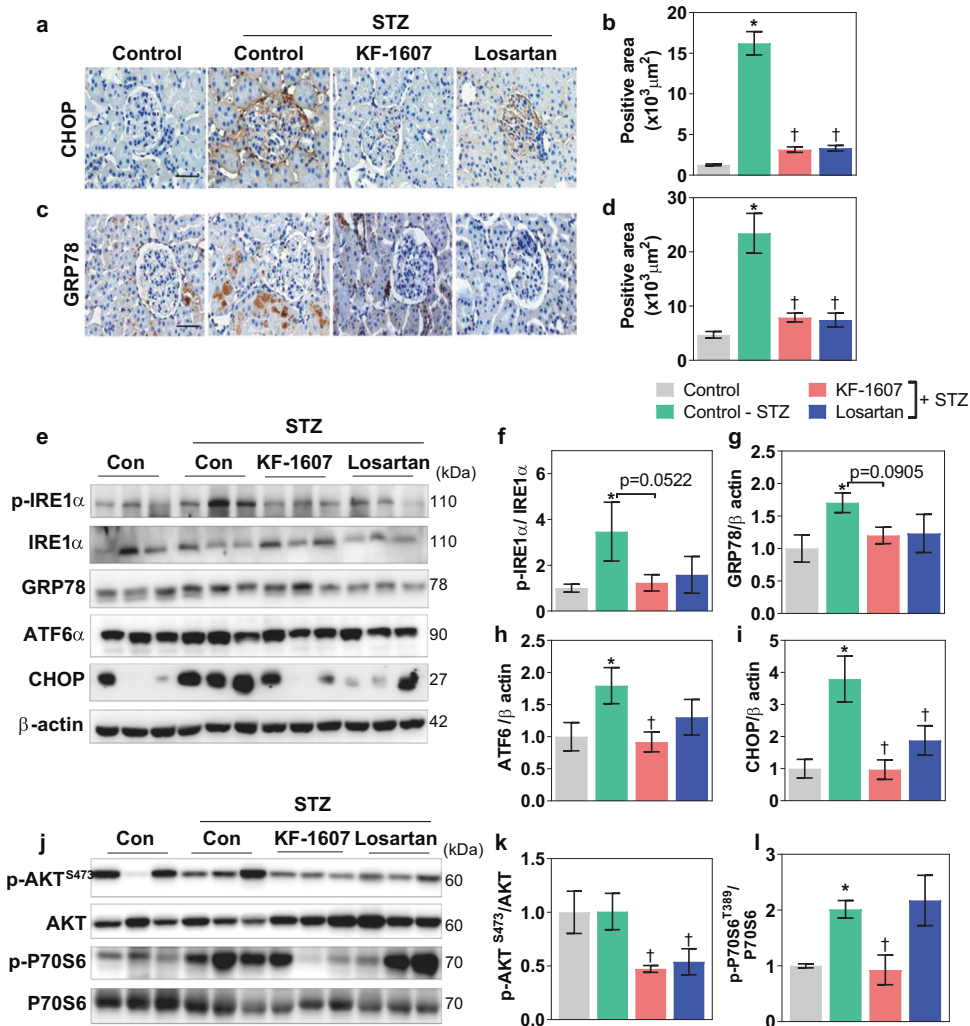 a
STZ
Control Control KF-1607 Losartan
CHOP
b
Positive area
(x10³μm²)
20
15
10
5
0
*
†
†
c
GRP78
d
Positive area
(x10³μm²)
30
20
10
0
*
†
†
Control
Control - STZ
KF-1607
Losartan
+ STZ
e
STZ
Con Con KF-1607 Losartan
(kDa)
p-IRE1α 110
IRE1α 110
GRP78 78
ATF6α 90
CHOP 27
β-actin 42
f
p-IRE1α/ IRE1α
8
6
4
2
0
*
p=0.0522
g
GRP78/β actin
2.5
2.0
1.5
1.0
0.5
0.0
*
p=0.0905
h
ATF6 /β actin
2.5
2.0
1.5
1.0
0.5
0.0
*
†
i
CHOP/β actin
5
4
3
2
1
0
*
†
†
j
STZ
Con Con KF-1607 Losartan
(kDa)
p-AKT S473 60
AKT 60
p-P70S6 70
P70S6 70
k
p-AKT S473/AKT
1.5
1.0
0.5
0.0
†
†
l
p-P70S6 T389/
P70S6
3
2
1
0
*
†